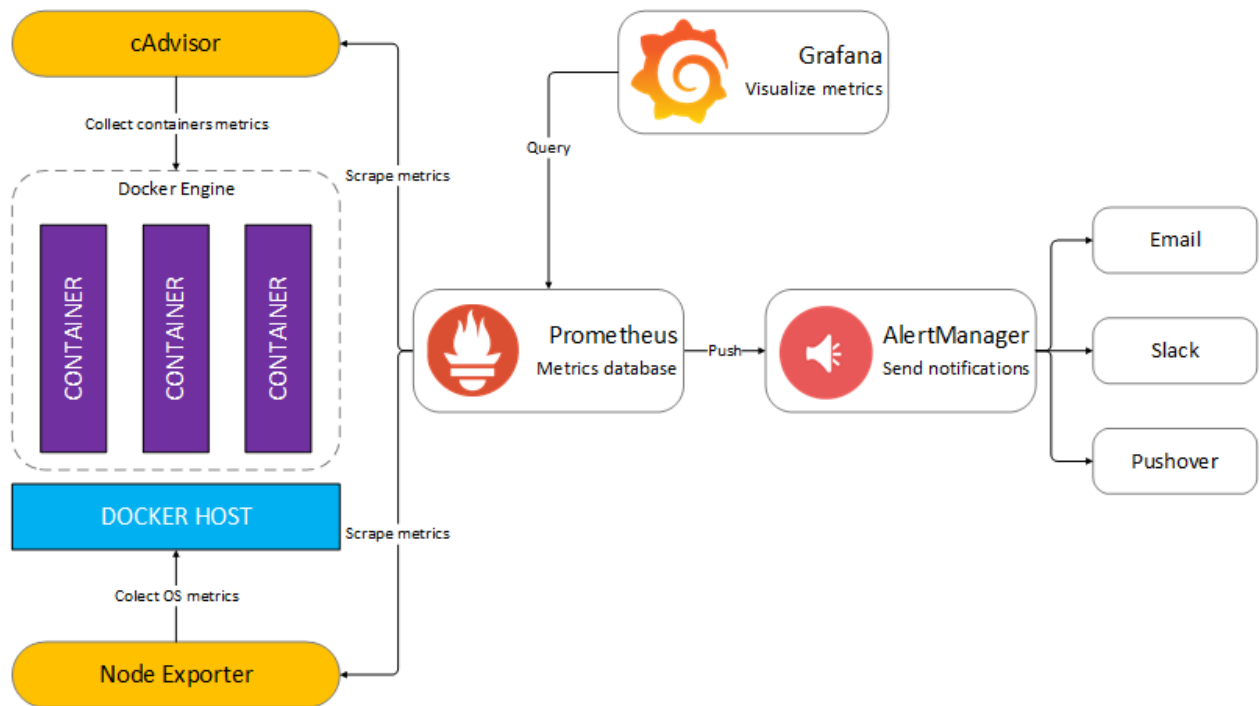 cAdvisor
Collect containers metrics
Docker Engine
CONTAINER
CONTAINER
CONTAINER
DOCKER HOST
Colect OS metrics
Node Exporter
Scrape metrics
Scrape metrics
Grafana
Visualize metrics
Query
Prometheus
Metrics database
Push
AlertManager
Send notifications
Email
Slack
Pushover